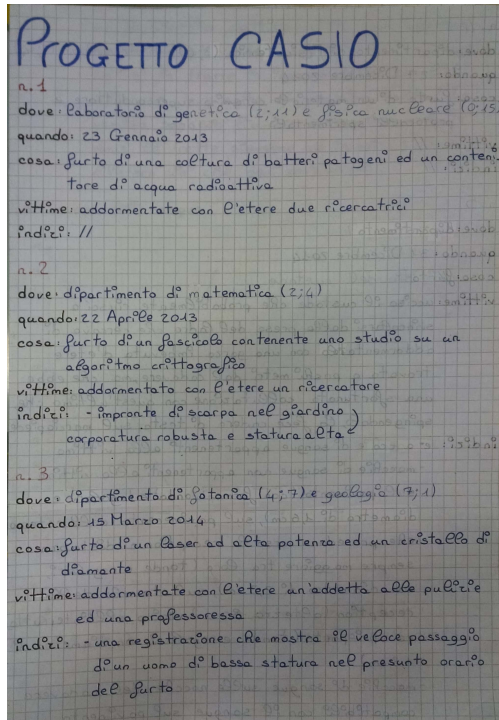 PROGETTO CASIO
n.1
dove: laboratorio di genetica (2;11) e fisica nucleare (0;15
quando: 23 Gennaio 2013
cosa: furto di una coltura di batteri patogeni ed un conteni-
tore di acqua radioattiva
vittime: addormentate con l'etere due ricercatrici
indizi: //
n.2
dove: dipartimento di matematica (2;4)
quando: 22 Aprile 2013
cosa: furto di un fascicolo contenente uno studio su un
algoritmo crittografico
vittime: addormentato con l'etere un ricercatore
indizi: - impronte di scarpa nel giardino
corporatura robusta e statura alta
n.3
dove: dipartimento di fotonica (4;7) e geologia (7;1)
quando: 15 Marzo 2014
cosa: furto di un laser ad alta potenza ed un cristallo di
diamante
vittime: addormentate con l'etere un'addetta alle pulizie
ed una professoressa
indizi: - una registrazione che mostra il veloce passaggio
di un uomo di bassa statura nel presunto orario
del furto